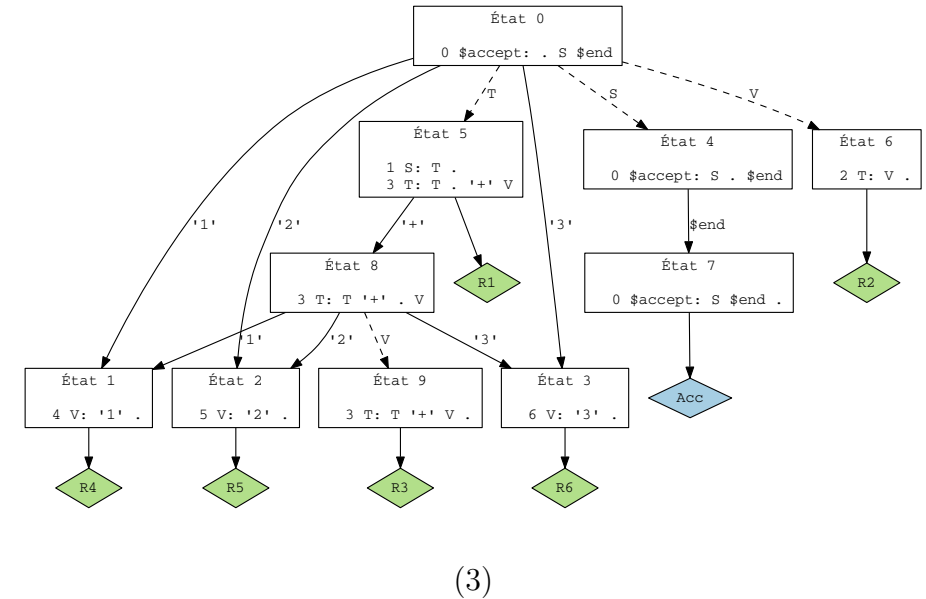 État 0
0 $accept: . S $end
T
S
V
État 5
1 S: T .
3 T: T . '+' V
État 4
0 $accept: S . $end
État 6
2 T: V .
'1'
'2'
'+'
'3'
$end
État 8
3 T: T '+' . V
R1
État 7
0 $accept: S $end .
R2
'1'
'2'
V
'3'
État 1
4 V: '1' .
État 2
5 V: '2' .
État 9
3 T: T '+' V .
État 3
6 V: '3' .
Acc
R4
R5
R3
R6
(3)